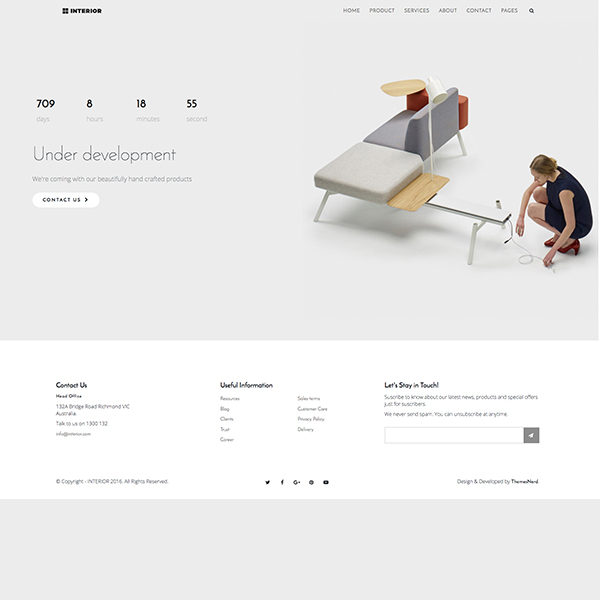 INTERIOR
HOME PRODUCT SERVICES ABOUT CONTACT PAGES
709 8 18 55
days hours minutes second
Under development
We're coming with our beautifully hand crafted products
CONTACT US
Contact Us
Head Office
132A Bridge Road Richmond VIC
Australia.
Talk to us on 1300 132
info@interior.com
Useful Information
Resources
Blog
Clients
Trust
Career
Sales terms
Customer Care
Privacy Policy
Delivery
Let's Stay in Touch!
Suscribe to know about our latest news, products and special offers
just for suscribers.
We never send spam. You can unsubscribe at anytime.
© Copyright - INTERIOR 2016. All Rights Reserved.
Design & Developed by ThemesNerd.